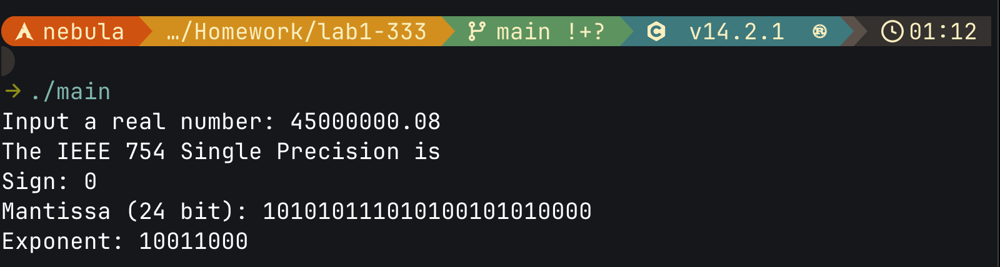 nebula …/Homework/lab1-333 main !+? C v14.2.1 R 01:12
→ ./main
Input a real number: 45000000.08
The IEEE 754 Single Precision is
Sign: 0
Mantissa (24 bit): 101010111010100101010000
Exponent: 10011000